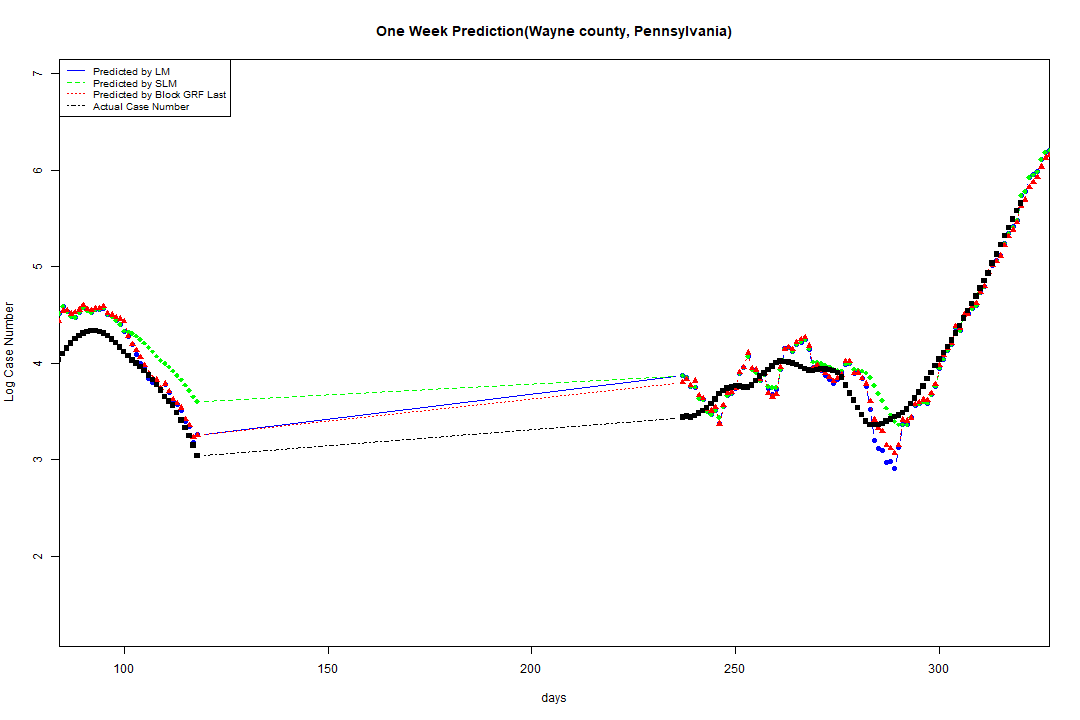 One Week Prediction(Wayne county, Pennsylvania)
Predicted by LM
Predicted by SLM
Predicted by Block GRF Last
Actual Case Number
7
6
5
4
3
2
Log Case Number
100 150 200 250 300
days